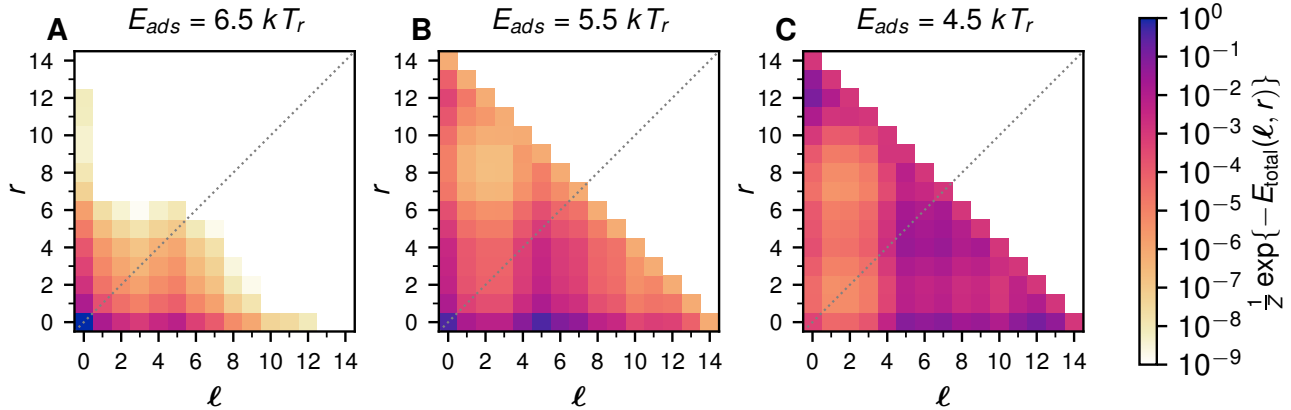 A
E_ads = 6.5 kT_r
B
E_ads = 5.5 kT_r
C
E_ads = 4.5 kT_r
r
14
12
10
8
6
4
2
0
0 2 4 6 8 10 12 14
ℓ
r
14
12
10
8
6
4
2
0
0 2 4 6 8 10 12 14
ℓ
r
14
12
10
8
6
4
2
0
0 2 4 6 8 10 12 14
ℓ
10^0
10^−1
10^−2
10^−3
10^−4
10^−5
10^−6
10^−7
10^−8
10^−9
1/Z exp{−E_total(ℓ, r)}